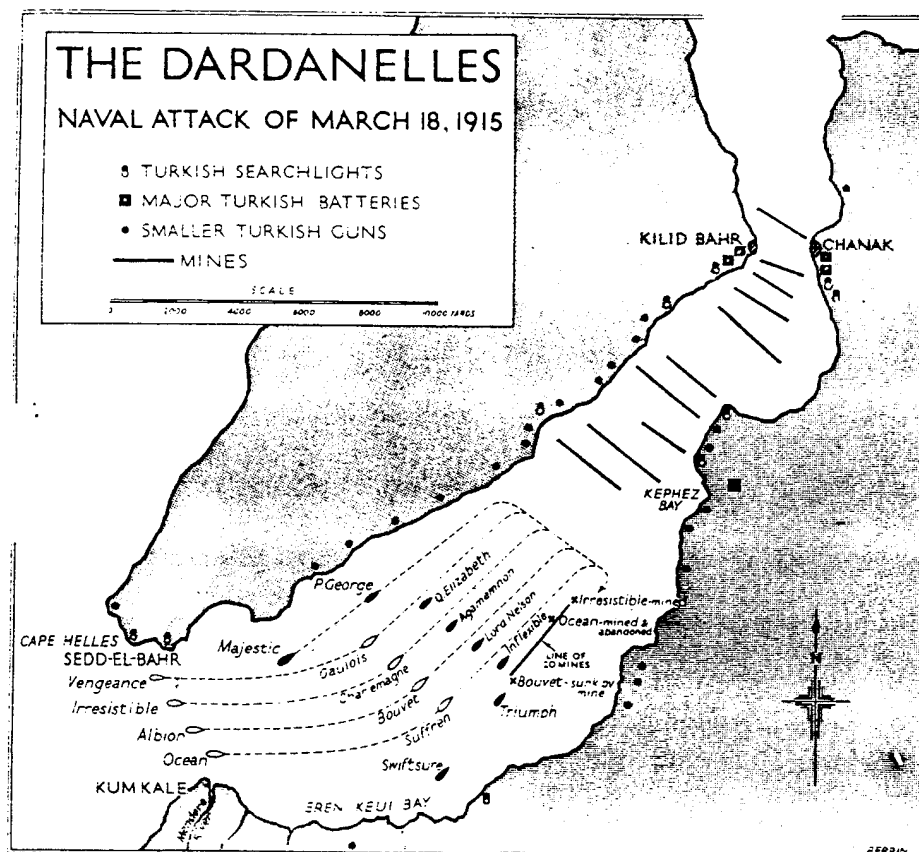 THE DARDANELLES
NAVAL ATTACK OF MARCH 18, 1915
TURKISH SEARCHLIGHTS
MAJOR TURKISH BATTERIES
SMALLER TURKISH GUNS
MINES
SCALE
0 2000 4000 6000 8000 YARDS
KILID BAHR
CHANAK
KEPHEZ
BAY
P.George
Q.Elizabeth
Agamemnon
Lord Nelson
Inflexible
Irresistible-mined
Ocean-mined &
abandoned
LINE OF
20 MINES
Bouvet-sunk by
mine
Triumph
CAPE HELLES
SEDD-EL-BAHR
Majestic
Gaulois
Charlemagne
Bouvet
Suffren
Swiftsure
Vengeance
Irresistible
Albion
Ocean
KUM KALE
EREN KEUI BAY
N